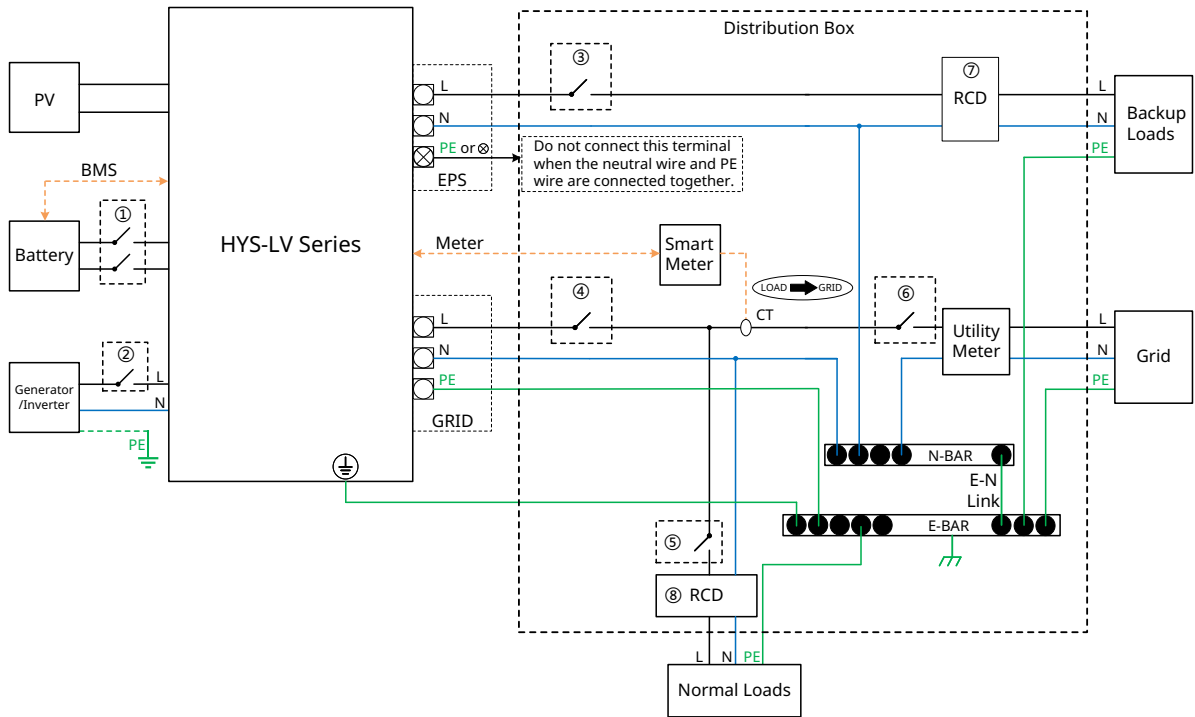 Distribution Box
③
⑦
RCD
PV
L
N
PE or ⊗
EPS
Do not connect this terminal
when the neutral wire and PE
wire are connected together.
L
N
PE
Backup
Loads
BMS
①
Battery
HYS-LV Series
Meter
Smart
Meter
LOAD GRID
CT
④
⑥
L
N
PE
GRID
Utility
Meter
L
N
PE
Grid
②
Generator
/Inverter
L
N
PE
N-BAR
E-N
Link
E-BAR
⑤
⑧ RCD
L N PE
Normal Loads